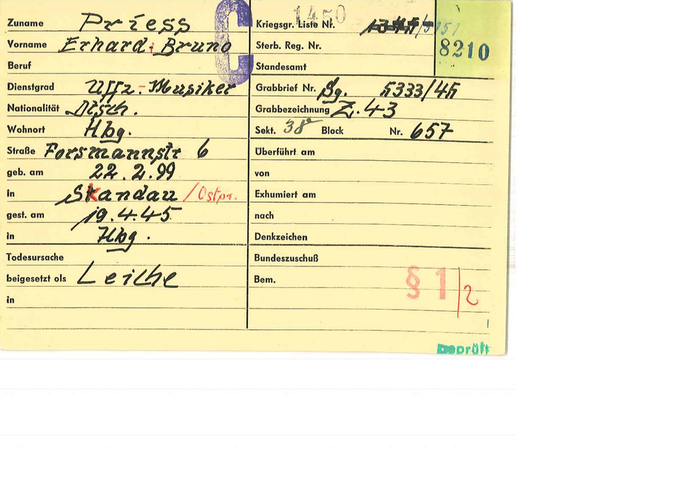 Zuname Priess
Vorname Erhard-Bruno
Beruf
Dienstgrad Uffz.-Musiker
Nationalität Dtsch.
Wohnort Hbg.
Straße Forsmannstr 6
geb. am 22.2.99
in Skandau /Ostpr.
gest. am 19.4.45
in Hbg.
Todesursache
beigesetzt als Leiche
in
C
1450
Kriegsgr. Liste Nr.
8210
Sterb. Reg. Nr.
Standesamt
Grabbrief Nr. Bg. 5333/45
Grabbezeichnung Z.43
Sekt. 38a Block Nr. 657
Überführt am
von
Exhumiert am
nach
Denkzeichen
Bundeszuschuß
Bem. § 1/2
geprüft